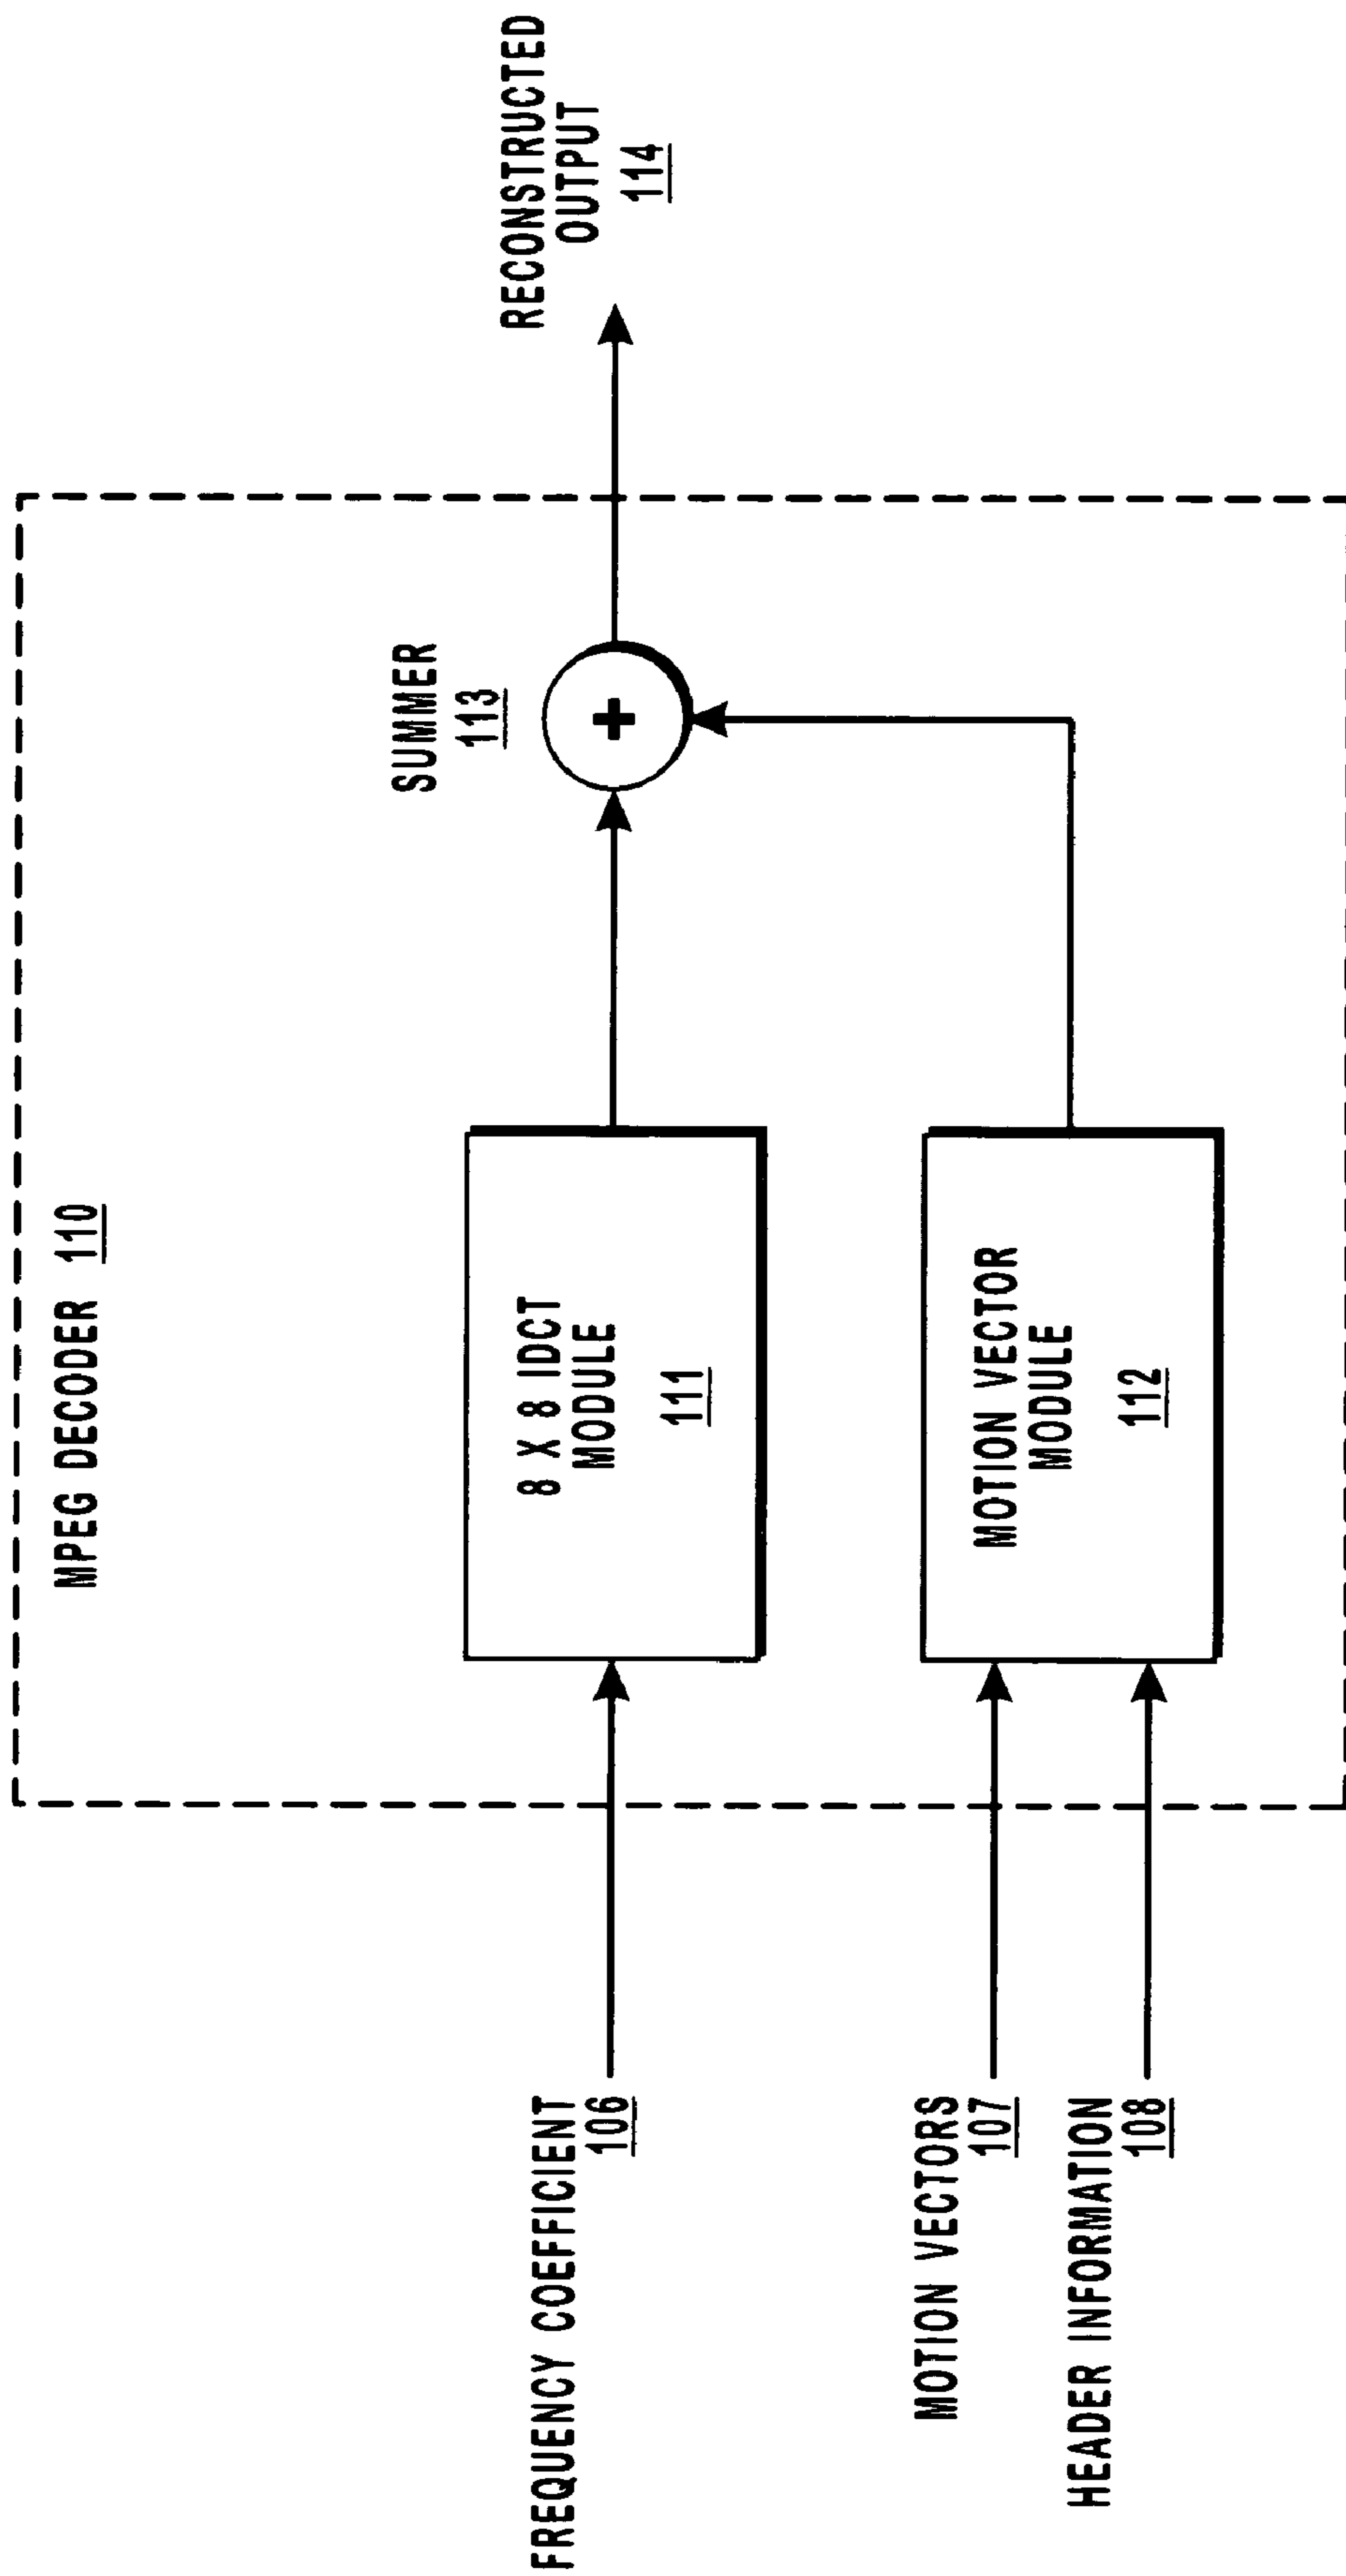 MPEG DECODER 110
FREQUENCY COEFFICIENT
106
8 X 8 IDCT
MODULE
111
SUMMER
113
+
RECONSTRUCTED
OUTPUT
114
MOTION VECTORS
107
HEADER INFORMATION
108
MOTION VECTOR
MODULE
112